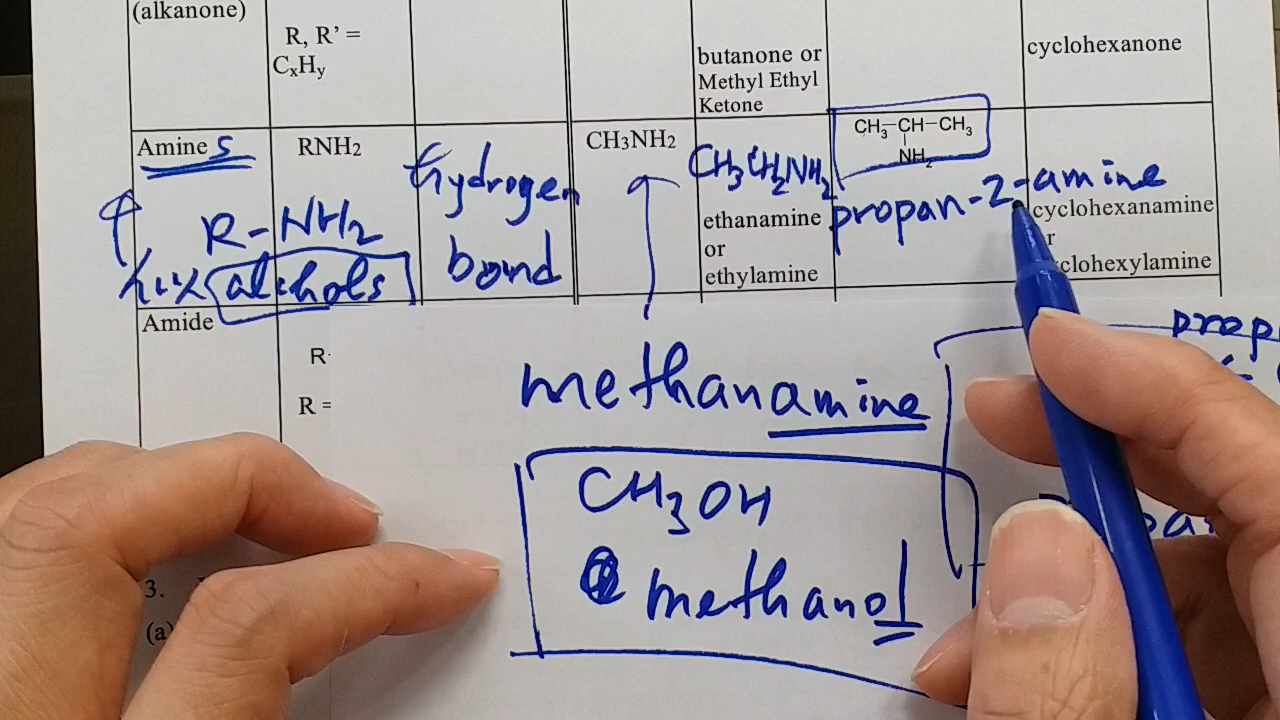 (alkanone)
R, R' =
CxHy
butanone or
Methyl Ethyl
Ketone
cyclohexanone
Amines
RNH2
R-NH2
alcohols
Hydrogen
bond
CH3NH2
CH3CH2NH2
ethanamine
or
ethylamine
CH3-CH-CH3
NH2
propan-2-amine
cyclohexanamine
cyclohexylamine
Amide
R
R =
methanamine
CH3OH
methanol
prop
3.
(a)